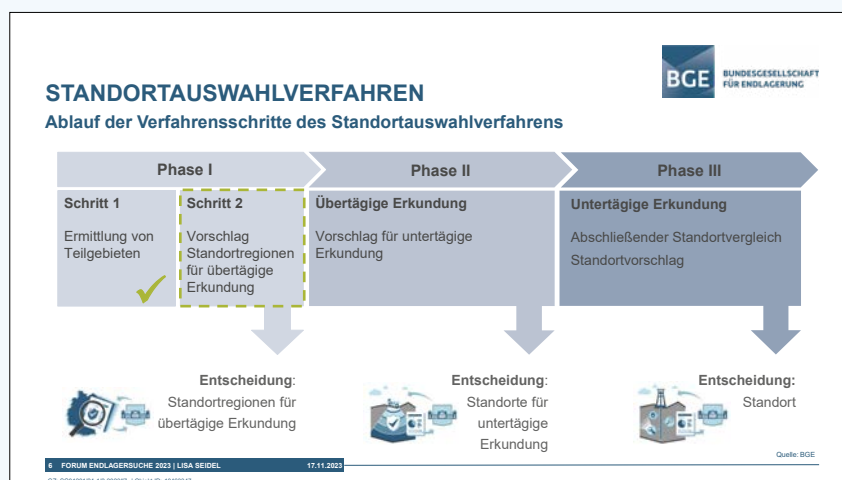 BGE
BUNDESGESELLSCHAFT
FÜR ENDLAGERUNG
STANDORTAUSWAHLVERFAHREN
Ablauf der Verfahrensschritte des Standortauswahlverfahrens
Phase I
Phase II
Phase III
Schritt 1
Ermittlung von
Teilgebieten
Schritt 2
Vorschlag
Standortregionen
für übertägige
Erkundung
Übertägige Erkundung
Vorschlag für untertägige
Erkundung
Untertägige Erkundung
Abschließender Standortvergleich
Standortvorschlag
Entscheidung:
Standortregionen für
übertägige Erkundung
Entscheidung:
Standorte für
untertägige
Erkundung
Entscheidung:
Standort
Quelle: BGE
6 FORUM ENDLAGERSUCHE 2023 | LISA SEIDEL 17.11.2023